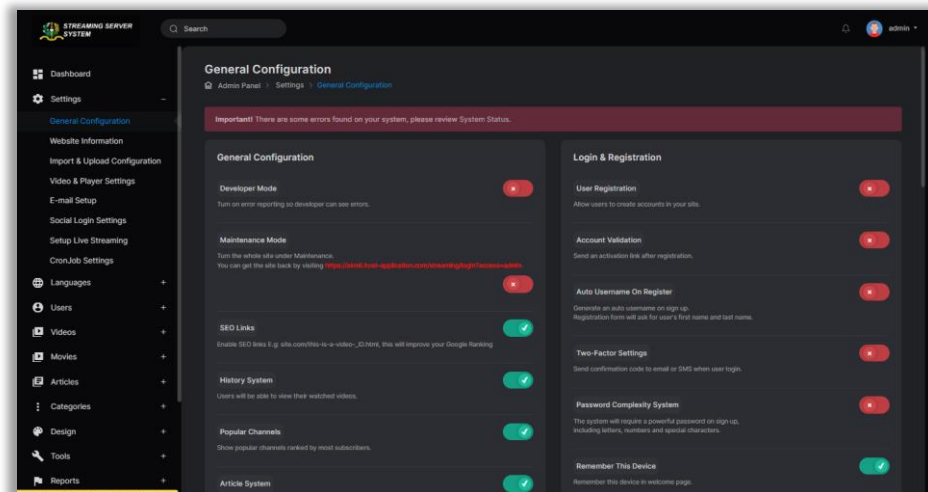 STREAMING SERVER
SYSTEM
Search
admin
Dashboard
Settings
General Configuration
Website Information
Import & Upload Configuration
Video & Player Settings
E-mail Setup
Social Login Settings
Setup Live Streaming
CronJob Settings
Languages
Users
Videos
Movies
Articles
Categories
Design
Tools
Reports
General Configuration
Admin Panel > Settings > General Configuration
Important! There are some errors found on your system, please review System Status.
General Configuration
Developer Mode
Turn on error reporting so developer can see errors.
Maintenance Mode
Turn the whole site under Maintenance.
You can get the site back by visiting
SEO Links
Enable SEO links E.g: site.com/this-is-a-video-_ID.html, this will improve your Google Ranking
History System
Users will be able to view their watched videos.
Popular Channels
Show popular channels ranked by most subscribers.
Article System
Login & Registration
User Registration
Allow users to create accounts in your site.
Account Validation
Send an activation link after registration.
Auto Username On Register
Generate an auto username on sign up.
Registration form will ask for user's first name and last name.
Two-Factor Settings
Send confirmation code to email or SMS when user login.
Password Complexity System
The system will require a powerful password on sign up,
including letters, numbers and special characters.
Remember This Device
Remember this device in welcome page.